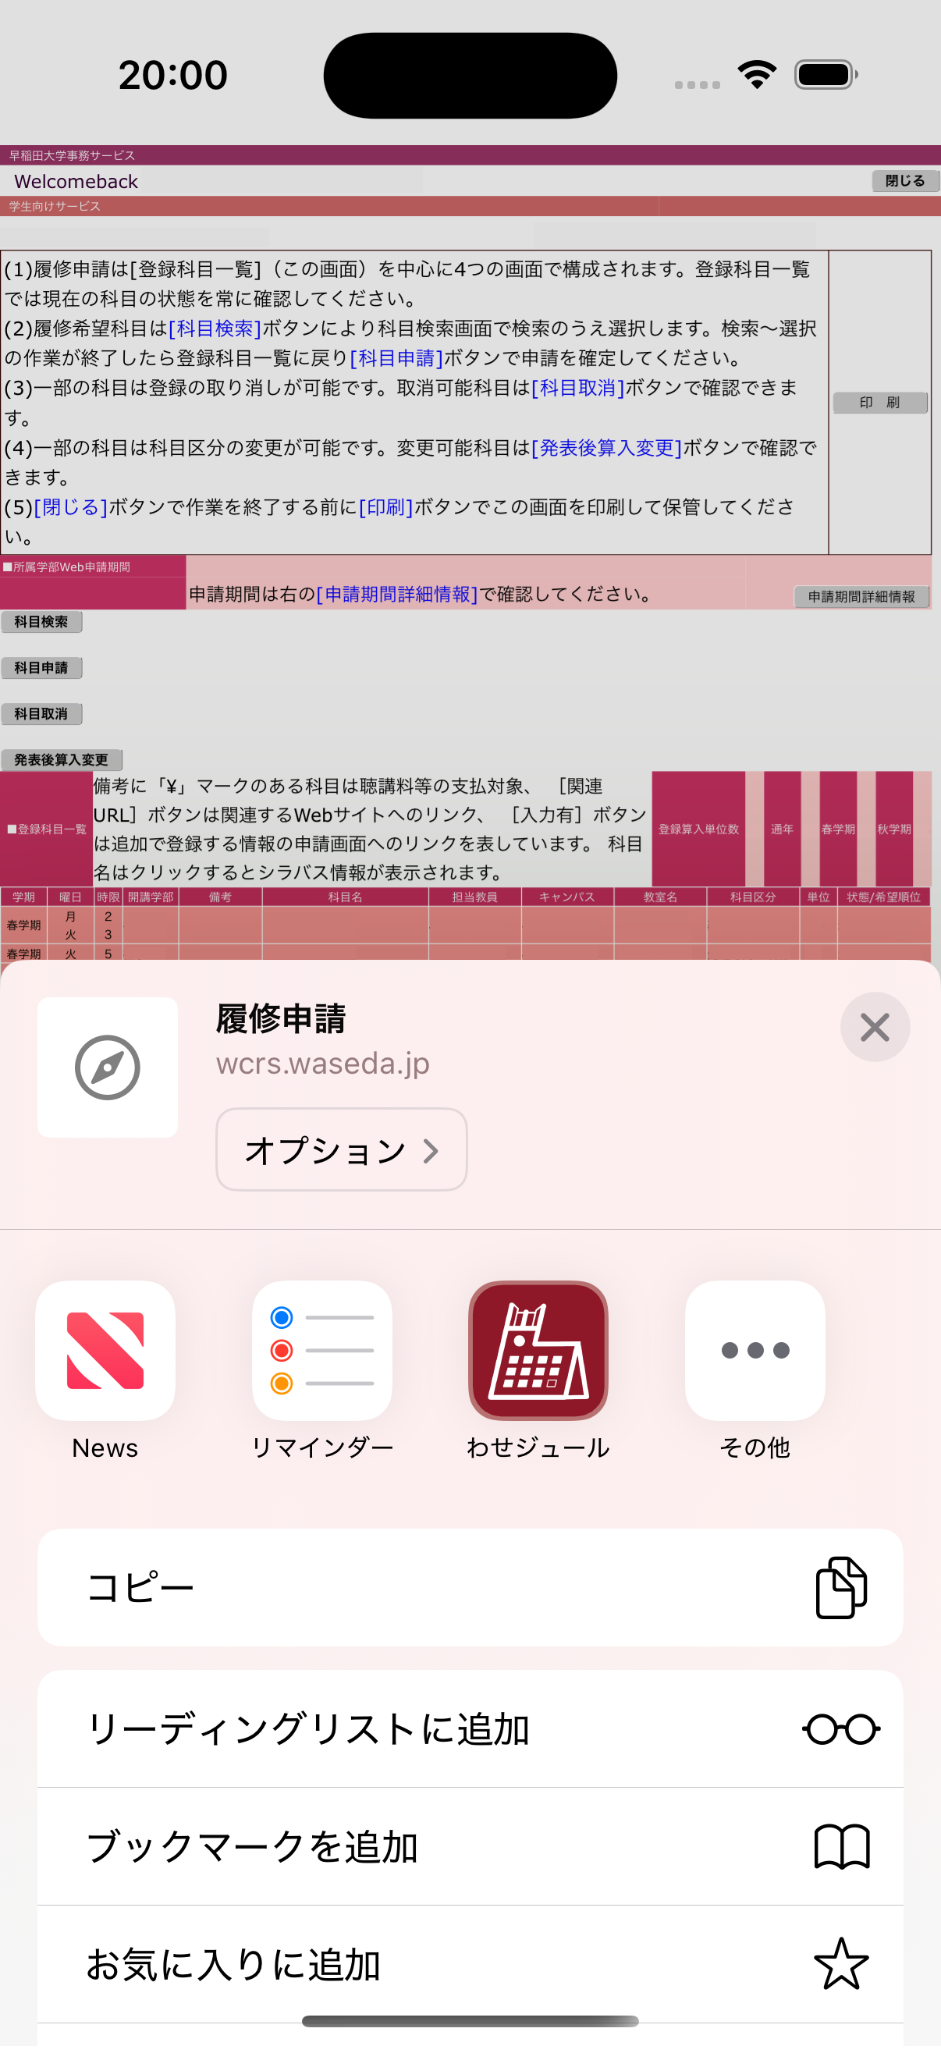 20:00
早稲田大学事務サービス
Welcomeback
閉じる
学生向けサービス
(1)履修申請は[登録科目一覧]（この画面）を中心に4つの画面で構成されます。登録科目一覧
では現在の科目の状態を常に確認してください。
(2)履修希望科目は[科目検索]ボタンにより科目検索画面で検索のうえ選択します。検索～選択
の作業が終了したら登録科目一覧に戻り[科目申請]ボタンで申請を確定してください。
(3)一部の科目は登録の取り消しが可能です。取消可能科目は[科目取消]ボタンで確認できま
す。
(4)一部の科目は科目区分の変更が可能です。変更可能科目は[発表後算入変更]ボタンで確認で
きます。
(5)[閉じる]ボタンで作業を終了する前に[印刷]ボタンでこの画面を印刷して保管してくださ
い。
印 刷
■所属学部Web申請期間
申請期間は右の[申請期間詳細情報]で確認してください。
申請期間詳細情報
科目検索
科目申請
科目取消
発表後算入変更
■登録科目一覧
備考に「¥」マークのある科目は聴講料等の支払対象、 ［関連
URL］ボタンは関連するWebサイトへのリンク、 ［入力有］ボタン
は追加で登録する情報の申請画面へのリンクを表しています。 科目
名はクリックするとシラバス情報が表示されます。
登録算入単位数 通年 春学期 秋学期
学期 曜日 時限 開講学部 備考 科目名 担当教員 キャンパス 教室名 科目区分 単位 状態/希望順位
春学期 月 2
火 3
春学期 火 5
履修申請
wcrs.waseda.jp
オプション
News リマインダー わせジュール その他
コピー
リーディングリストに追加
ブックマークを追加
お気に入りに追加